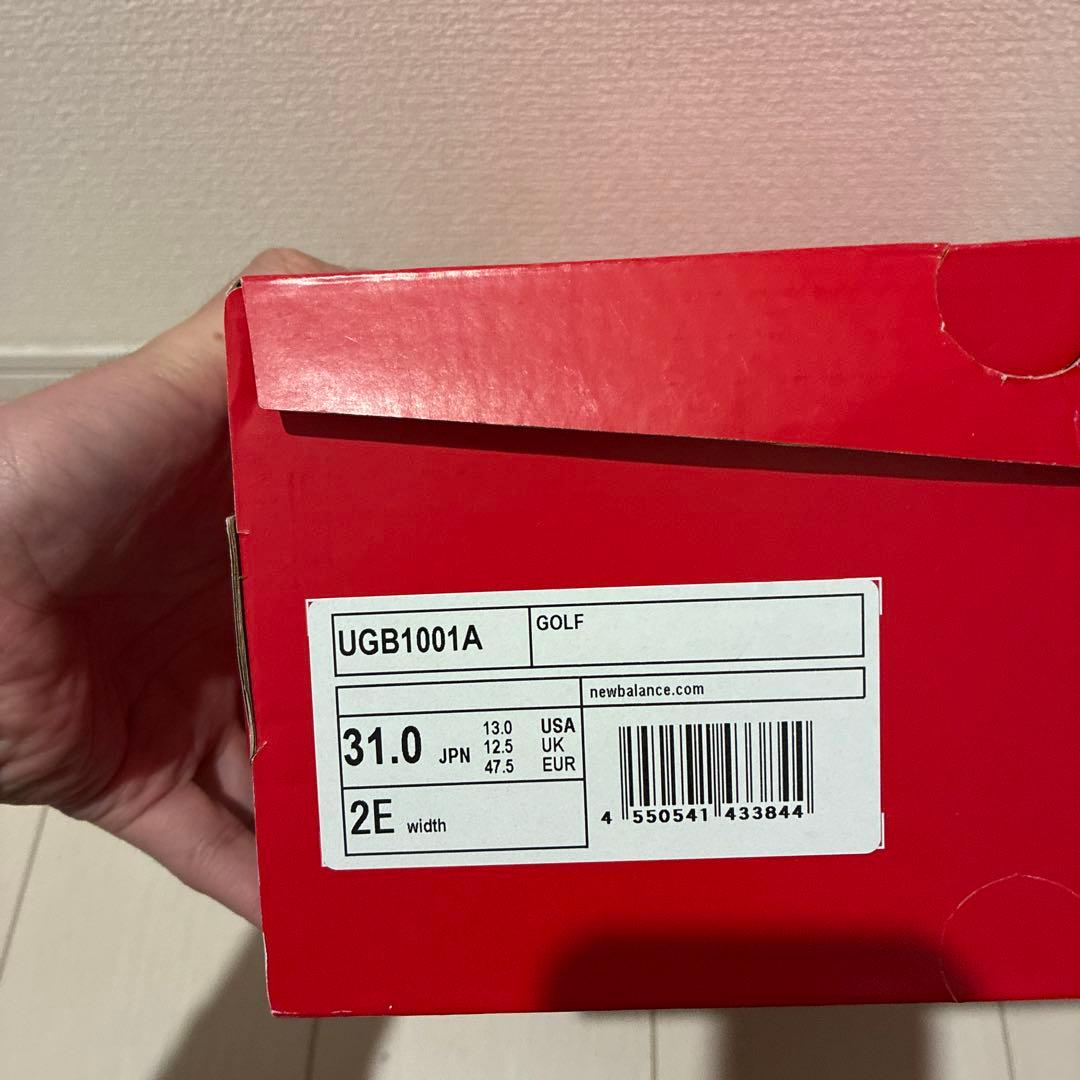 UGB1001A
GOLF
newbalance.com
31.0 JPN
13.0 USA
12.5 UK
47.5 EUR
2E width
4 550541 433844